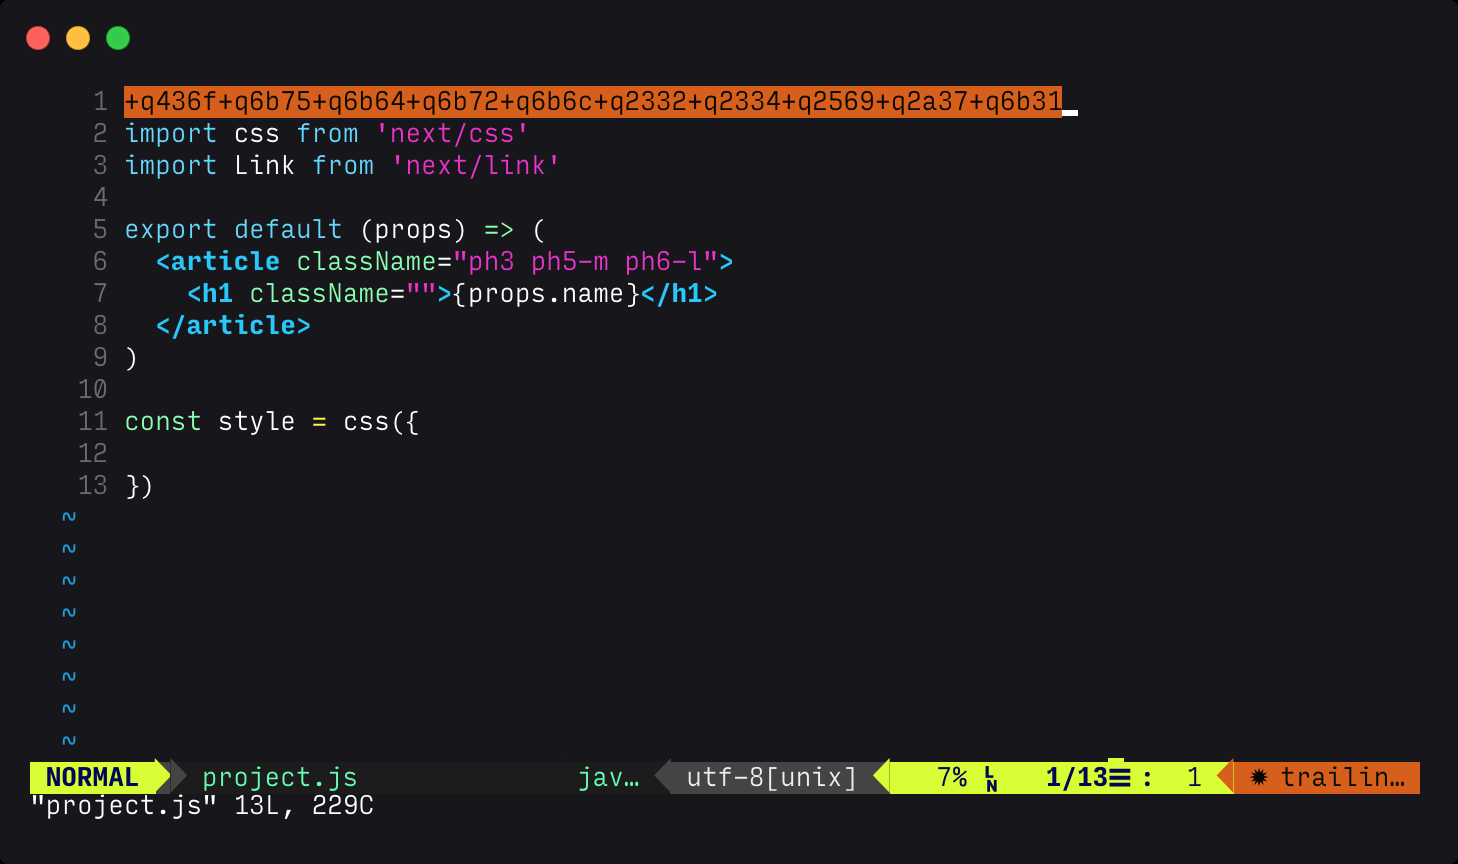 1 +q436f+q6b75+q6b64+q6b72+q6b6c+q2332+q2334+q2569+q2a37+q6b31
2 import css from 'next/css'
3 import Link from 'next/link'
4
5 export default (props) => (
6   <article className="ph3 ph5-m ph6-l">
7     <h1 className="">{props.name}</h1>
8   </article>
9 )
10
11 const style = css({
12
13 })
~
~
~
~
~
~
~
~
NORMAL project.js jav… utf-8[unix] 7% LN 1/13☰ : 1 ✹ trailin…
"project.js" 13L, 229C